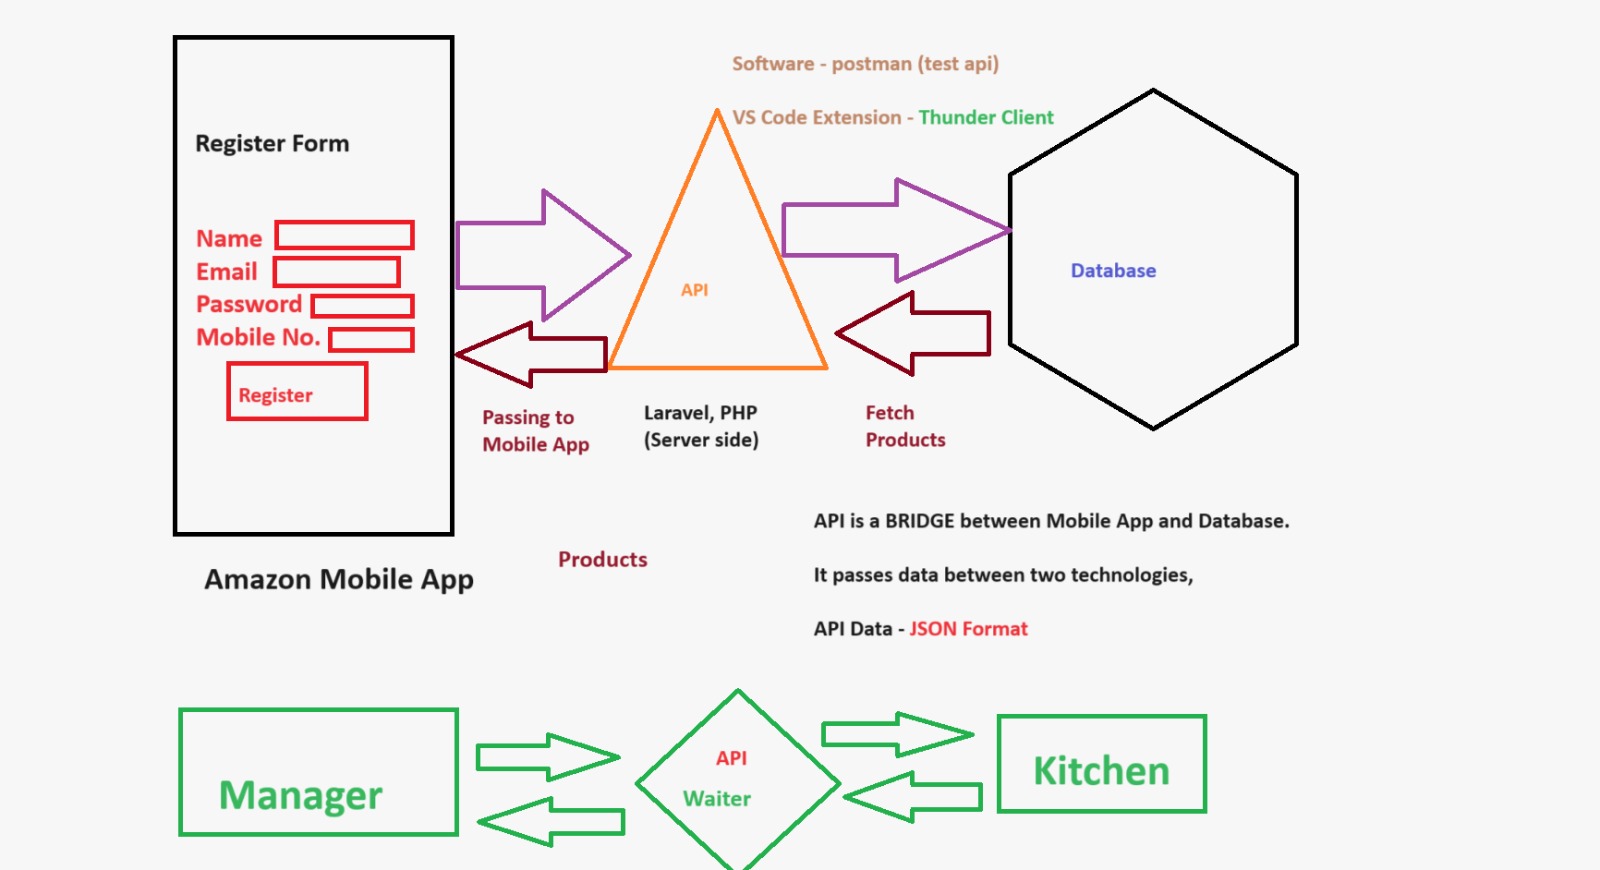 Software - postman (test api)
VS Code Extension - Thunder Client
Register Form
Name
Email
Password
Mobile No.
Register
API
Database
Passing to
Mobile App
Laravel, PHP
(Server side)
Fetch
Products
Amazon Mobile App
Products
API is a BRIDGE between Mobile App and Database.
It passes data between two technologies,
API Data - JSON Format
Manager
API
Waiter
Kitchen